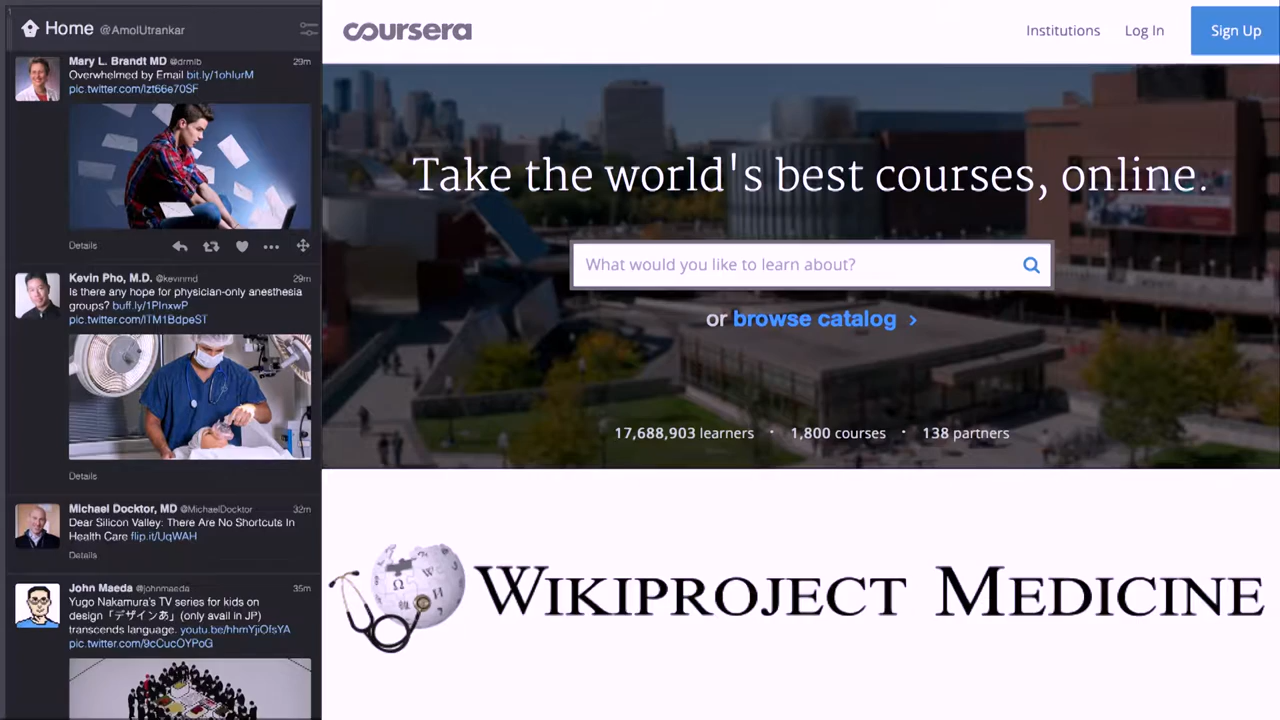 Home @AmolUtrankar
Mary L. Brandt MD @drmlb 29m
Overwhelmed by Email bit.ly/1ohIurM
pic.twitter.com/lzt66e70SF
Details
Kevin Pho, M.D. @kevinmd 29m
Is there any hope for physician-only anesthesia
groups? buff.ly/1PInxwP
pic.twitter.com/ITM1BdpeST
Details
Michael Docktor, MD @MichaelDocktor 32m
Dear Silicon Valley: There Are No Shortcuts In
Health Care flip.it/UqWAH
Details
John Maeda @johnmaeda 35m
Yugo Nakamura's TV series for kids on
design「デザインあ」(only avail in JP)
transcends language. youtu.be/hhmYjiOfsYA
pic.twitter.com/9cCucOYPoG
coursera
Institutions Log In Sign Up
Take the world's best courses, online.
What would you like to learn about?
or browse catalog ›
17,688,903 learners · 1,800 courses · 138 partners
WIKIPROJECT MEDICINE